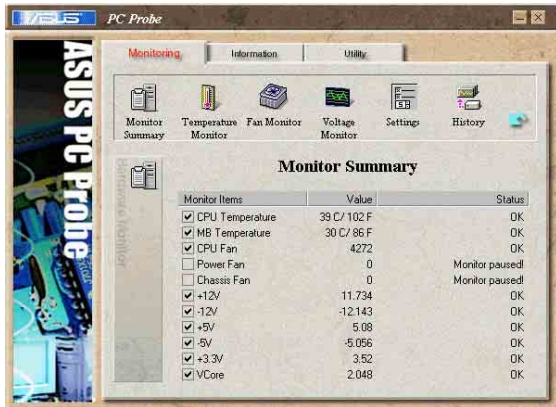 ASUS PC Probe
Monitoring Information Utility
Monitor Summary Temperature Monitor Fan Monitor Voltage Monitor Settings History
ASUS PC Probe
Hardware Monitor
Monitor Summary
Monitor Items Value Status
CPU Temperature 39 C/ 102 F OK
MB Temperature 30 C/ 86 F OK
CPU Fan 4272 OK
Power Fan 0 Monitor paused!
Chassis Fan 0 Monitor paused!
+12V 11.734 OK
-12V -12.143 OK
+5V 5.08 OK
-5V -5.056 OK
+3.3V 3.52 OK
VCore 2.048 OK